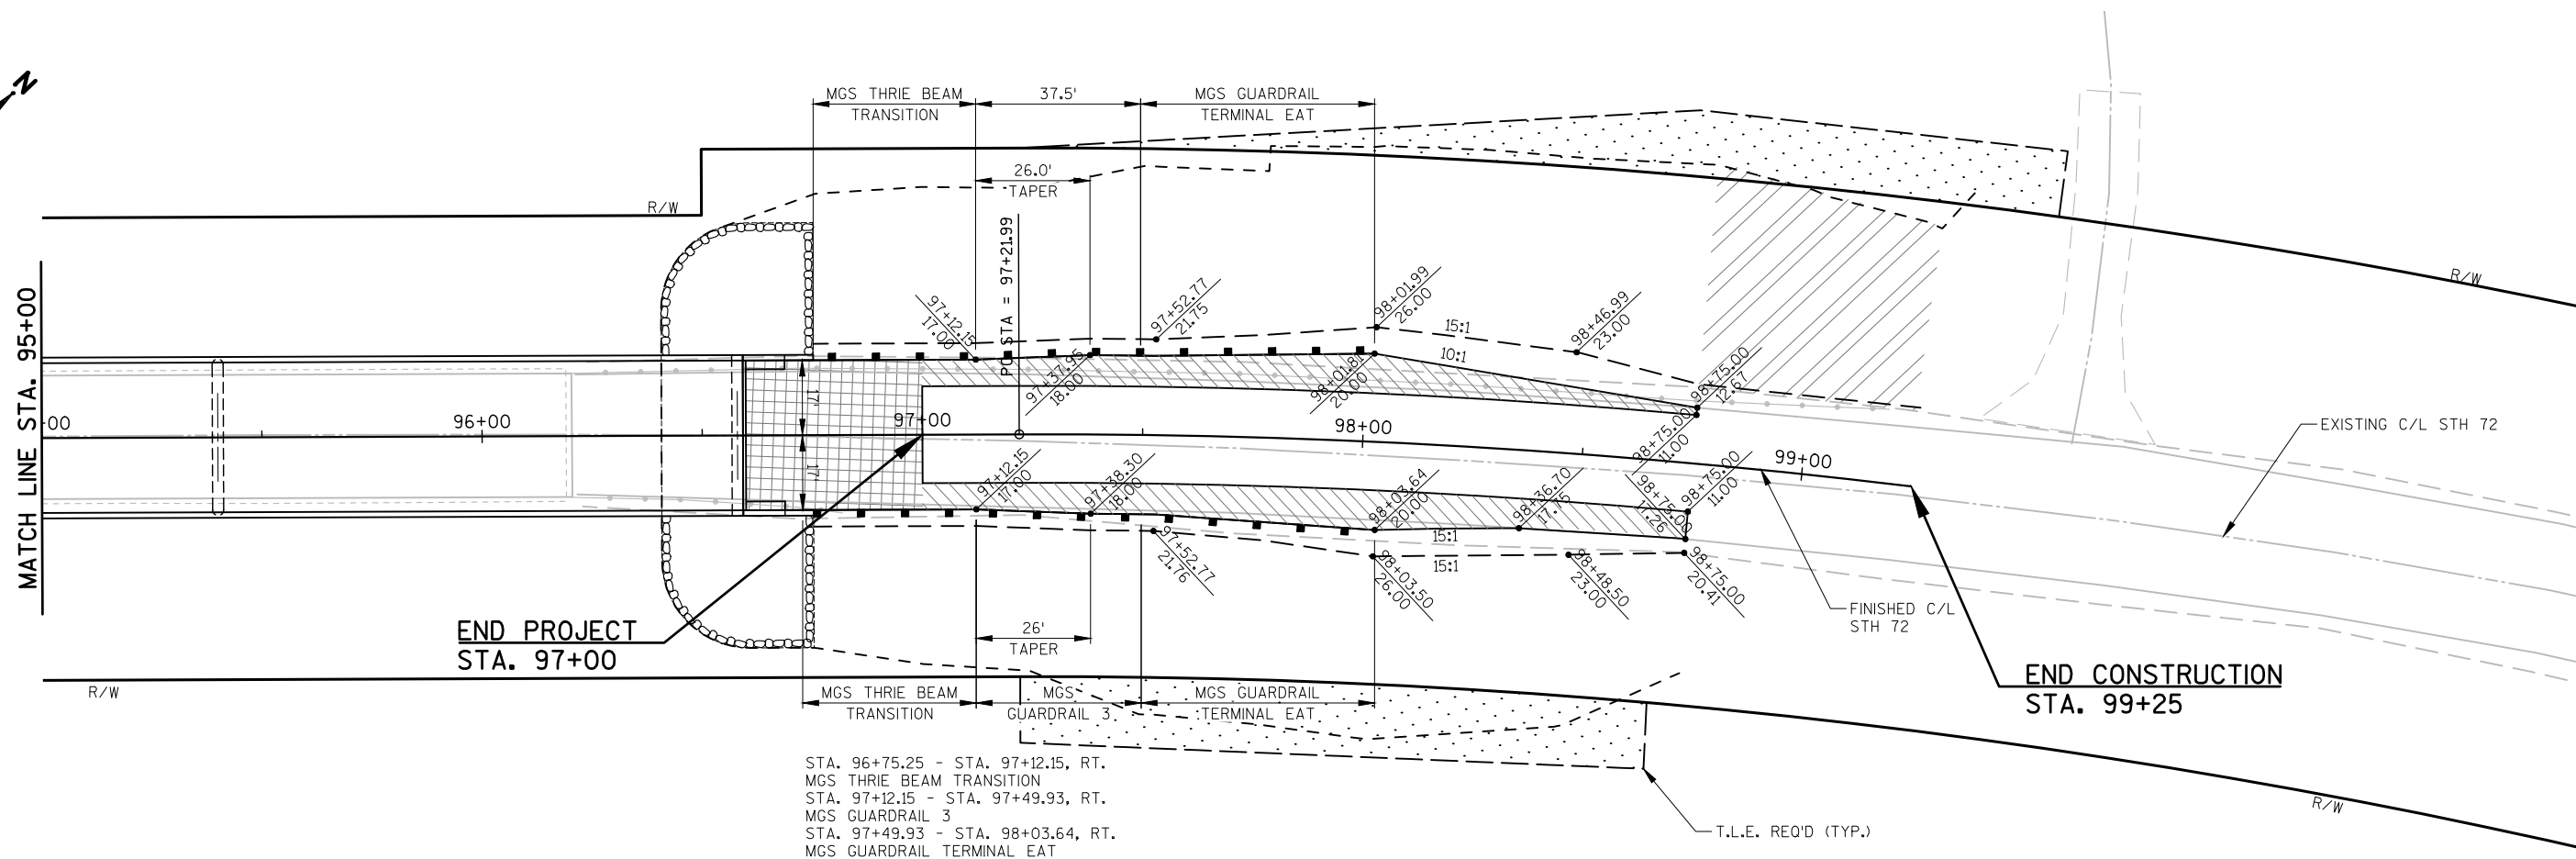 N
MGS THRIE BEAM
TRANSITION
37.5'
MGS GUARDRAIL
TERMINAL EAT
26.0'
TAPER
R/W
R/W
MATCH LINE STA. 95+00
00
96+00
97+00
98+00
99+00
17'
17'
97+12.15
17.00
97+37.95
18.00
97+52.77
21.75
98+01.99
26.00
98+01.81
20.00
15:1
10:1
98+46.99
23.00
98+75.00
12.67
98+75.00
11.00
EXISTING C/L STH 72
97+12.15
17.00
97+38.30
18.00
97+52.77
21.76
98+03.64
20.00
98+03.50
26.00
15:1
15:1
98+36.70
17.75
98+48.50
23.00
98+75.00
11.00
98+75.00
20.41
FINISHED C/L
STH 72
END PROJECT
STA. 97+00
26'
TAPER
END CONSTRUCTION
STA. 99+25
R/W
MGS THRIE BEAM
TRANSITION
MGS
GUARDRAIL 3
MGS GUARDRAIL
TERMINAL EAT
STA. 96+75.25 - STA. 97+12.15, RT.
MGS THRIE BEAM TRANSITION
STA. 97+12.15 - STA. 97+49.93, RT.
MGS GUARDRAIL 3
STA. 97+49.93 - STA. 98+03.64, RT.
MGS GUARDRAIL TERMINAL EAT
T.L.E. REQ'D (TYP.)
R/W